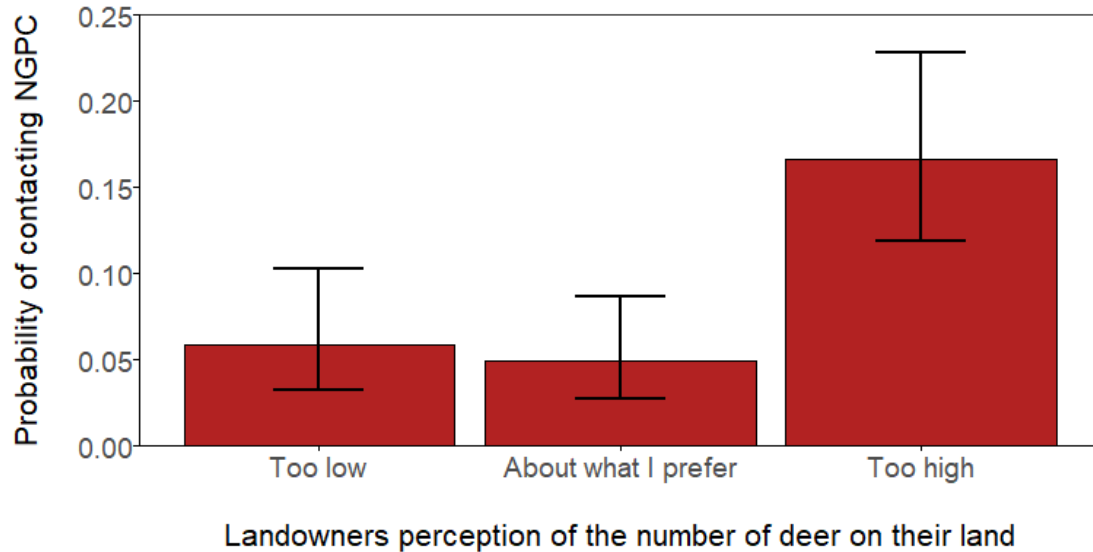 Probability of contacting NGPC
0.25
0.20
0.15
0.10
0.05
0.00
Too low
About what I prefer
Too high
Landowners perception of the number of deer on their land